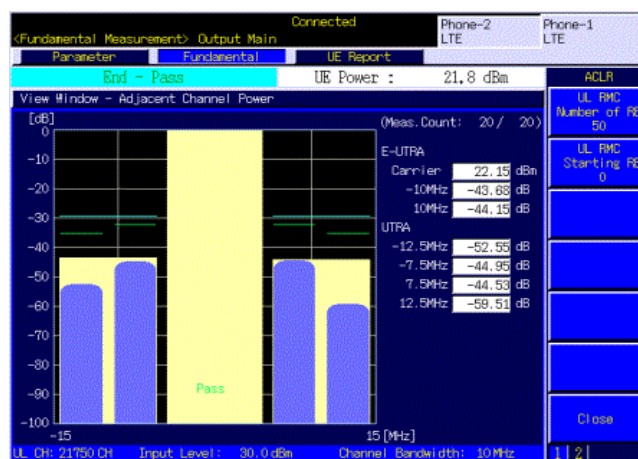 Connected
Phone-2
LTE
Phone-1
LTE
<Fundamental Measurement> Output Main
Parameter
Fundamental
UE Report
End - Pass
UE Power : 21.8 dBm
ACLR
View Window - Adjacent Channel Power
UL RMC
Number of RB
50
UL RMC
Starting RB
0
Close
1 2
[dB]
0
-10
-20
-30
-40
-50
-60
-70
-80
-90
-100
-15
15 [MHz]
Pass
(Meas.Count: 20/ 20)
E-UTRA
Carrier 22.15 dBm
-10MHz -43.68 dB
10MHz -44.15 dB
UTRA
-12.5MHz -52.55 dB
-7.5MHz -44.95 dB
7.5MHz -44.53 dB
12.5MHz -59.51 dB
UL CH: 21750 CH Input Level: 30.0 dBm Channel Bandwidth: 10 MHz